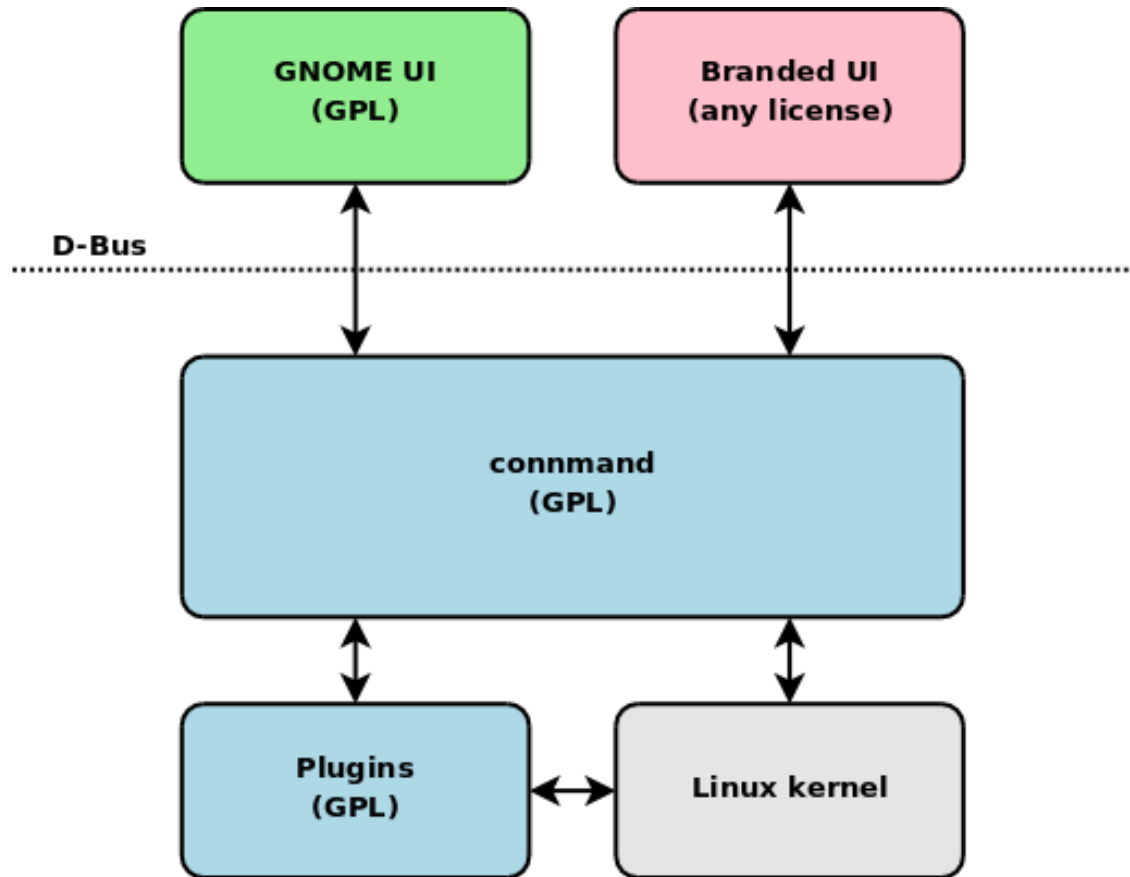 GNOME UI
(GPL)
Branded UI
(any license)
D-Bus
connmand
(GPL)
Plugins
(GPL)
Linux kernel